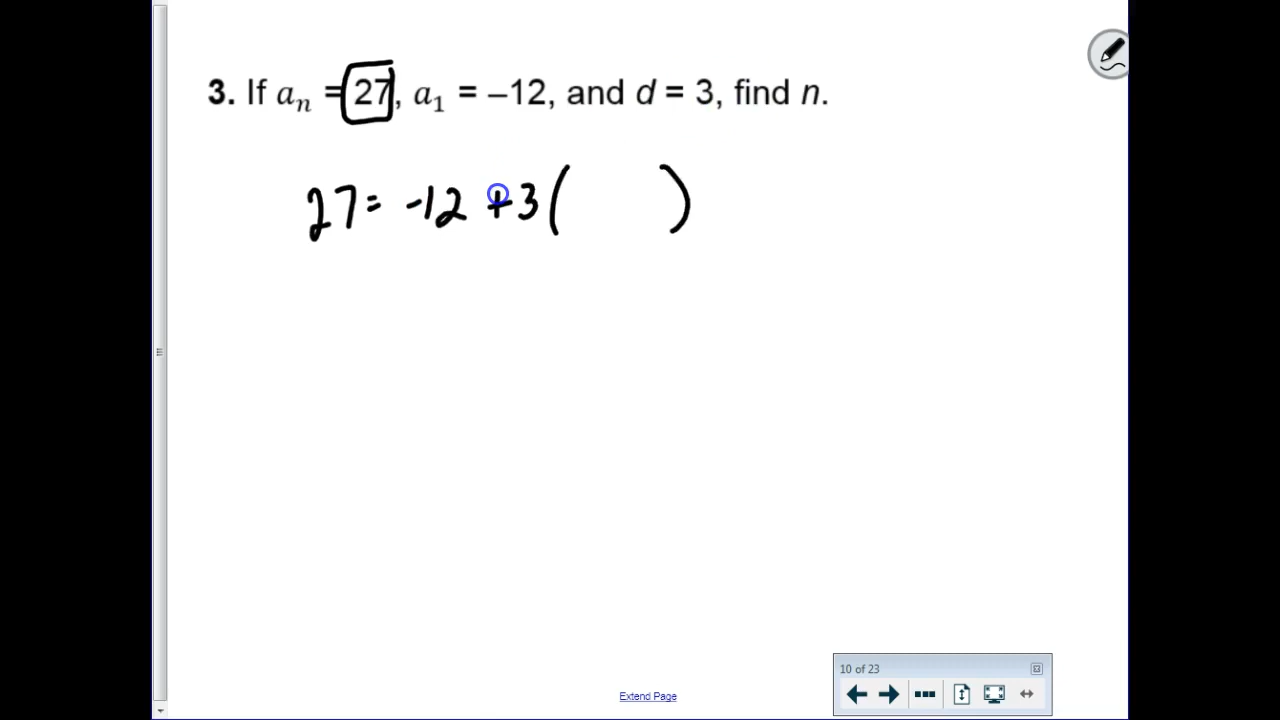 3. If aₙ = 27, a₁ = –12, and d = 3, find n.
27 = -12 + 3 (      )
10 of 23
Extend Page